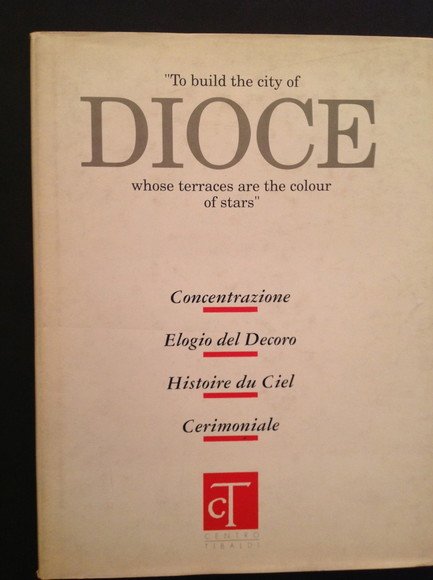 "To build the city of
DIOCE
whose terraces are the colour
of stars"
Concentrazione
Elogio del Decoro
Histoire du Ciel
Cerimoniale
cT
CENTRO
TIBALDI